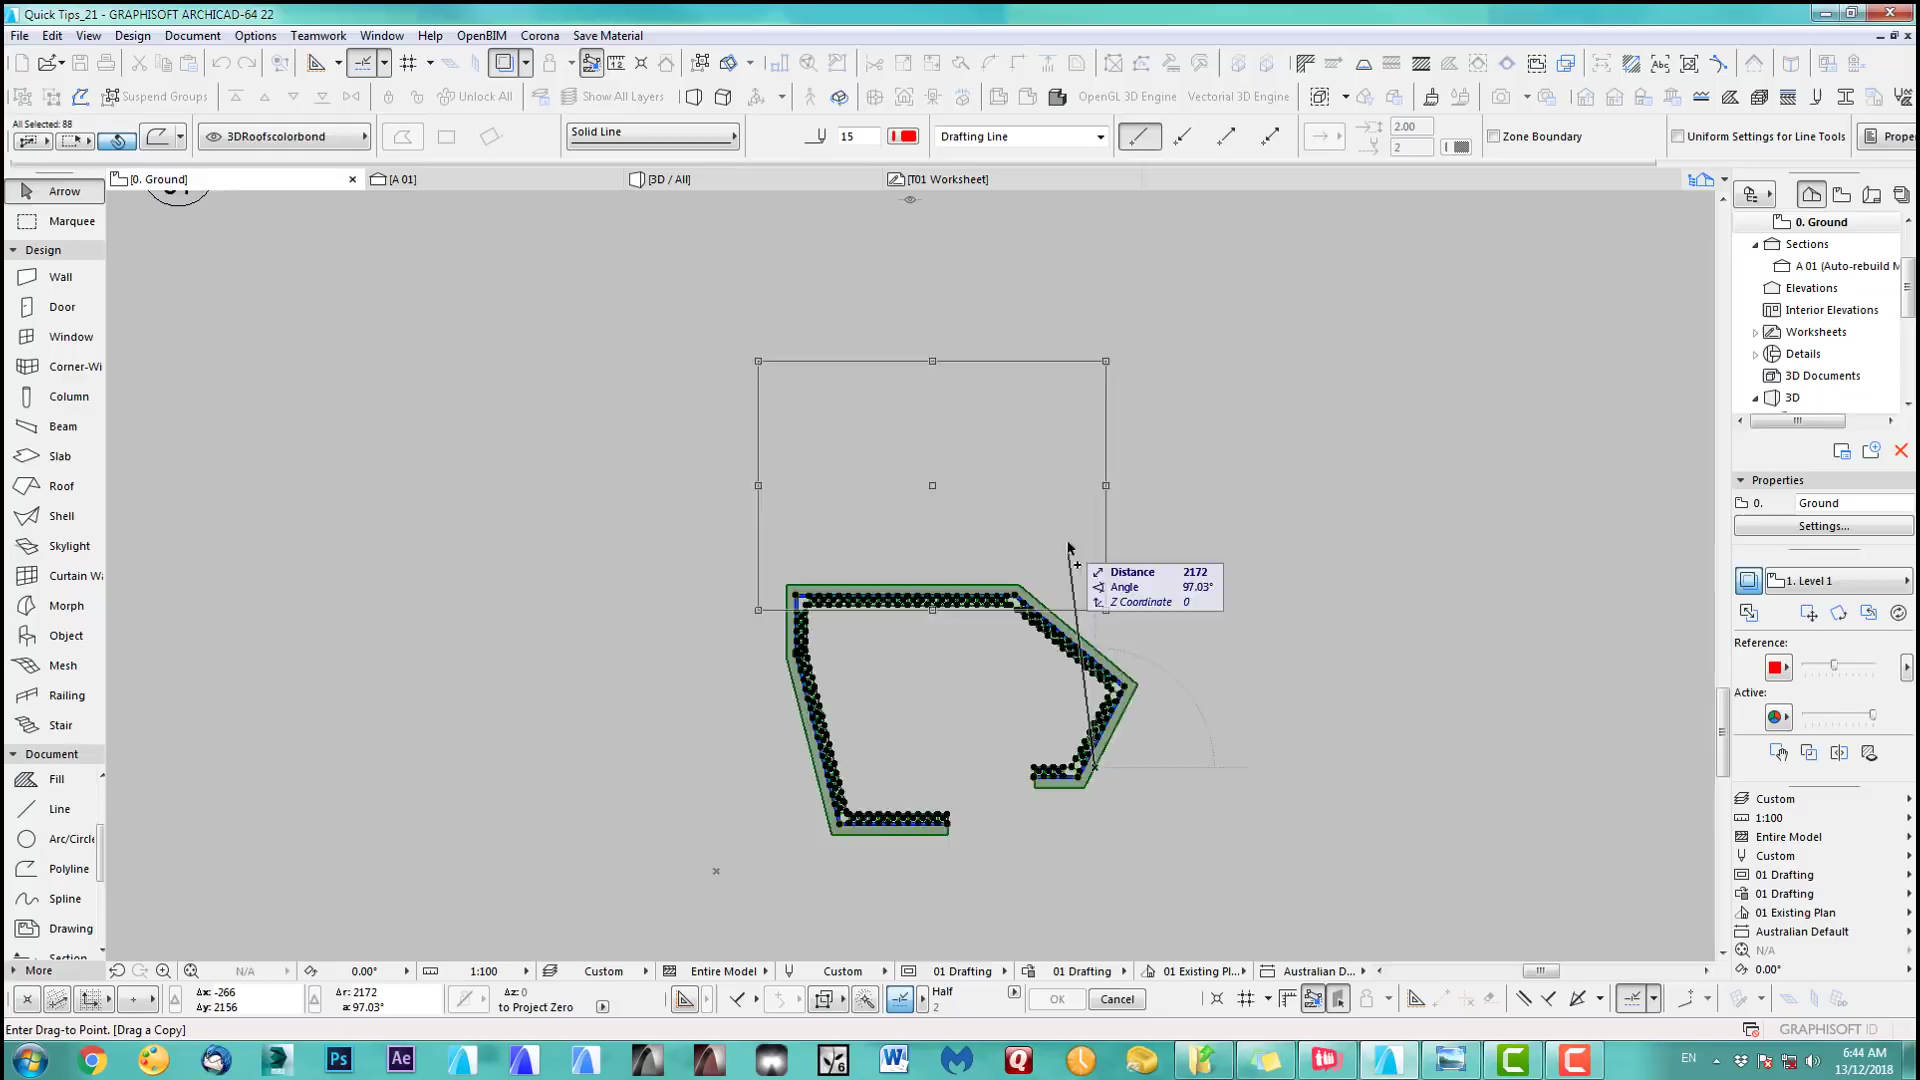 Quick Tips_21 - GRAPHISOFT ARCHICAD-64 22
File Edit View Design Document Options Teamwork Window Help OpenBIM Corona Save Material
Suspend Groups Unlock All Show All Layers OpenGL 3D Engine Vectorial 3D Engine
All Selected: 88
3DRoofscolorbond Solid Line 15 Drafting Line 2.00 2 Zone Boundary Uniform Settings for Line Tools Proper
[0. Ground] [A 01] [3D / All] [T01 Worksheet]
Arrow
Marquee
Design
Wall
Door
Window
Corner-Wi
Column
Beam
Slab
Roof
Shell
Skylight
Curtain Wa
Morph
Object
Mesh
Railing
Stair
Document
Fill
Line
Arc/Circle
Polyline
Spline
Drawing
More
Distance 2172
Angle 97.03°
Z Coordinate 0
0. Ground
Sections
A 01 (Auto-rebuild M
Elevations
Interior Elevations
Worksheets
Details
3D Documents
3D
Properties
0. Ground
Settings...
1. Level 1
Reference:
Active:
Custom
1:100
Entire Model
Custom
01 Drafting
01 Drafting
01 Existing Plan
Australian Default
N/A
0.00°
N/A 0.00° 1:100 Custom Entire Model Custom 01 Drafting 01 Drafting 01 Existing Pl... Australian D...
Δx: -266
Δy: 2156
Δr: 2172
a: 97.03°
Δz: 0
to Project Zero
Half
2
OK Cancel
Enter Drag-to Point. [Drag a Copy]
GRAPHISOFT ID
Ps Ae W Q 6 C C
EN
6:44 AM
13/12/2018